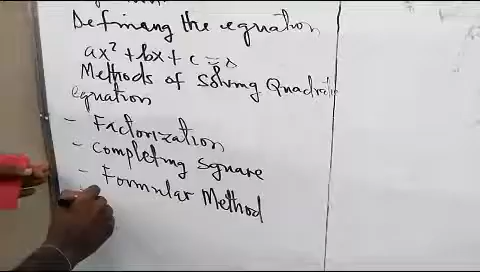 Defining the equation
ax² + bx + c = 0
Methods of Solving Quadratic
equation
- Factorization
- Completing Square
- Formular Method